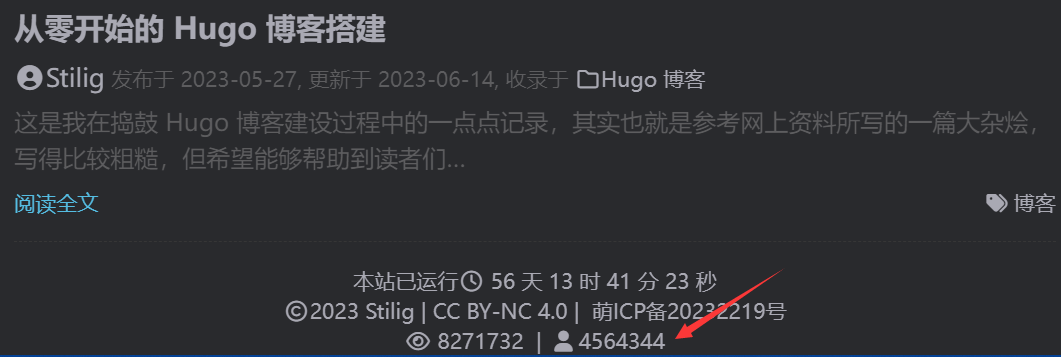 从零开始的 Hugo 博客搭建
Stilig 发布于 2023-05-27, 更新于 2023-06-14, 收录于 Hugo 博客
这是我在捣鼓 Hugo 博客建设过程中的一点点记录，其实也就是参考网上资料所写的一篇大杂烩，
写得比较粗糙，但希望能够帮助到读者们...
阅读全文 博客
本站已运行 56 天 13 时 41 分 23 秒
©2023 Stilig | CC BY-NC 4.0 | 萌ICP备20232219号
8271732 | 4564344